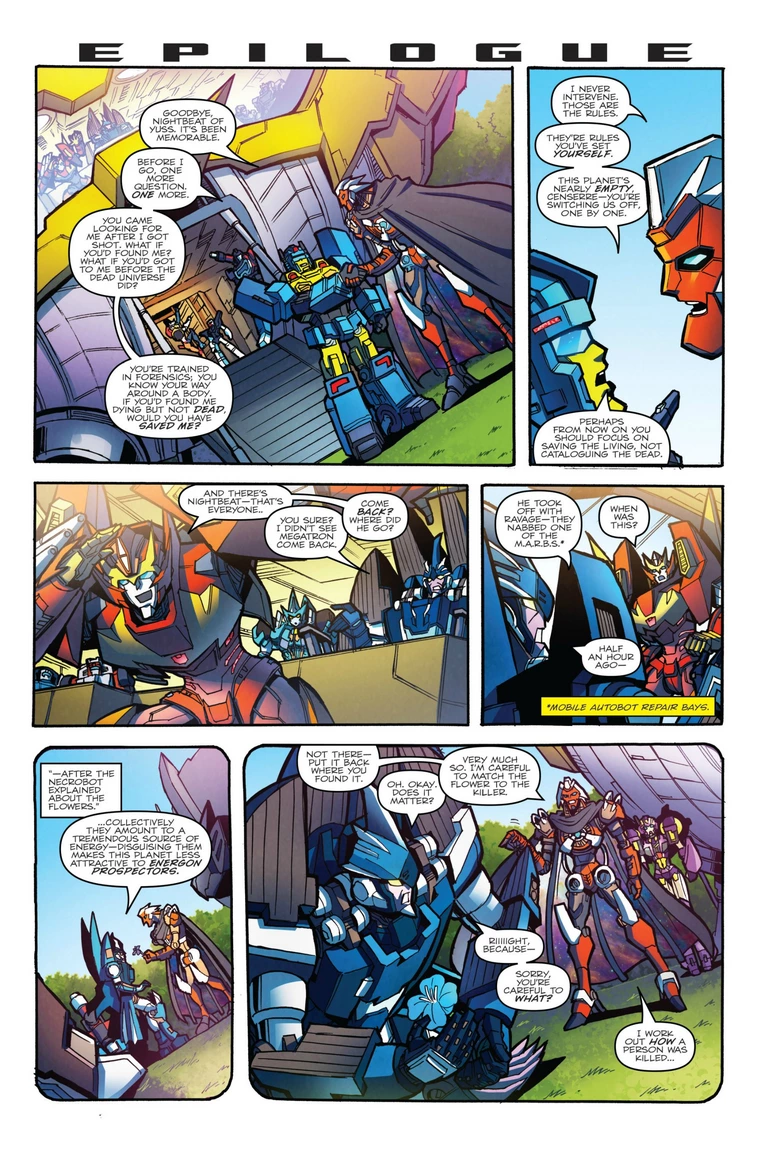 EPILOGUE
GOODBYE,
NIGHTBEAT OF
YUSS. IT'S BEEN
MEMORABLE.
BEFORE I
GO, ONE
MORE
QUESTION.
ONE MORE.
YOU CAME
LOOKING FOR
ME AFTER I GOT
SHOT. WHAT IF
YOU'D FOUND ME?
WHAT IF YOU'D GOT
TO ME BEFORE THE
DEAD UNIVERSE
DID?
YOU'RE TRAINED
IN FORENSICS; YOU
KNOW YOUR WAY
AROUND A BODY.
IF YOU'D FOUND ME
DYING BUT NOT DEAD,
WOULD YOU HAVE
SAVED ME?
I NEVER
INTERVENE.
THOSE ARE
THE RULES.
THEY'RE RULES
YOU'VE SET
YOURSELF.
THIS PLANET'S
NEARLY EMPTY,
CENSERRE—YOU'RE
SWITCHING US OFF,
ONE BY ONE.
PERHAPS
FROM NOW ON YOU
SHOULD FOCUS ON
SAVING THE LIVING, NOT
CATALOGUING THE DEAD.
AND THERE'S
NIGHTBEAT—THAT'S
EVERYONE..
YOU SURE?
I DIDN'T SEE
MEGATRON
COME BACK.
COME
BACK?
WHERE DID
HE GO?
HE TOOK
OFF WITH
RAVAGE—THEY
NABBED ONE
OF THE
M.A.R.B.S.*
WHEN
WAS
THIS?
HALF
AN HOUR
AGO—
*MOBILE AUTOBOT REPAIR BAYS.
"—AFTER THE
NECROBOT
EXPLAINED
ABOUT THE
FLOWERS."
...COLLECTIVELY
THEY AMOUNT TO A
TREMENDOUS SOURCE OF
ENERGY—DISGUISING THEM
MAKES THIS PLANET LESS
ATTRACTIVE TO ENERGON
PROSPECTORS.
NOT THERE—
PUT IT BACK
WHERE YOU
FOUND IT.
OH. OKAY.
DOES IT
MATTER?
VERY MUCH
SO. I'M CAREFUL
TO MATCH THE
FLOWER TO THE
KILLER.
RIIIIIGHT,
BECAUSE—
SORRY,
YOU'RE
CAREFUL TO
WHAT?
I WORK
OUT HOW A
PERSON WAS
KILLED...